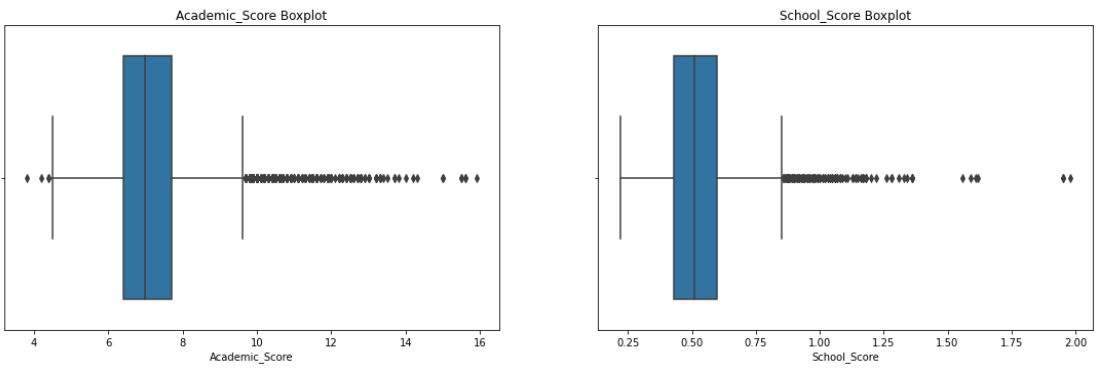 Academic_Score Boxplot
4 6 8 10 12 14 16
Academic_Score
School_Score Boxplot
0.25 0.50 0.75 1.00 1.25 1.50 1.75 2.00
School_Score